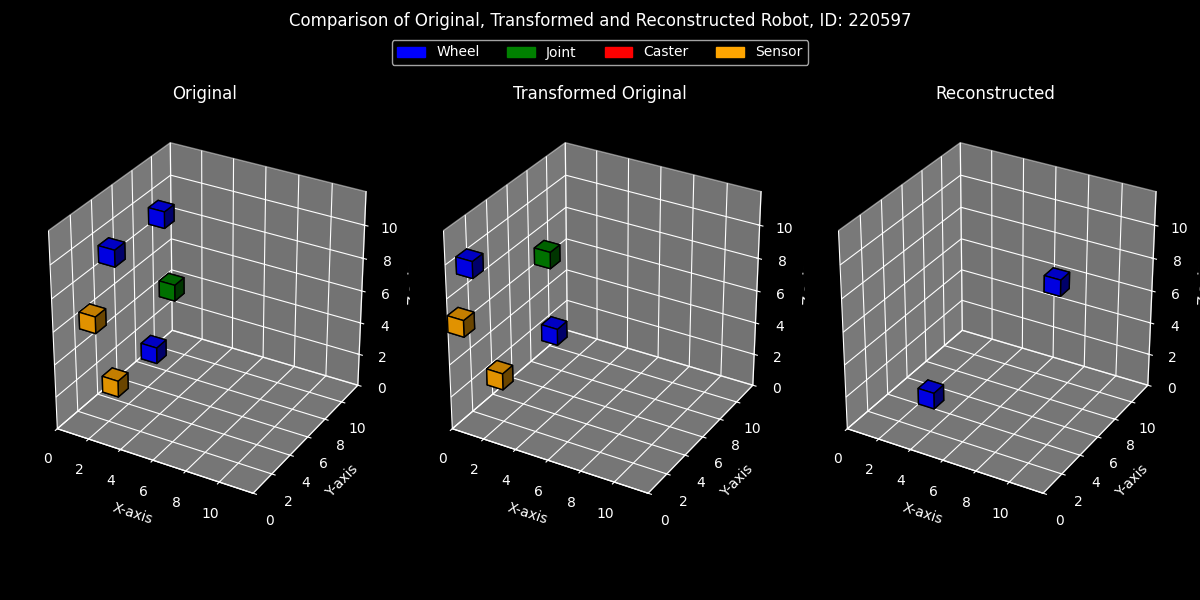 Comparison of Original, Transformed and Reconstructed Robot, ID: 220597
Wheel Joint Caster Sensor
Original Transformed Original Reconstructed
10 10 10
8 8 8
6 6 6
4 4 4
2 2 2
0 0 0
10 10 10
8 8 8
6 6 6
4 4 4
2 2 2
0 0 0
0 2 4 6 8 10 0 2 4 6 8 10 0 2 4 6 8 10
X-axis Y-axis X-axis Y-axis X-axis Y-axis